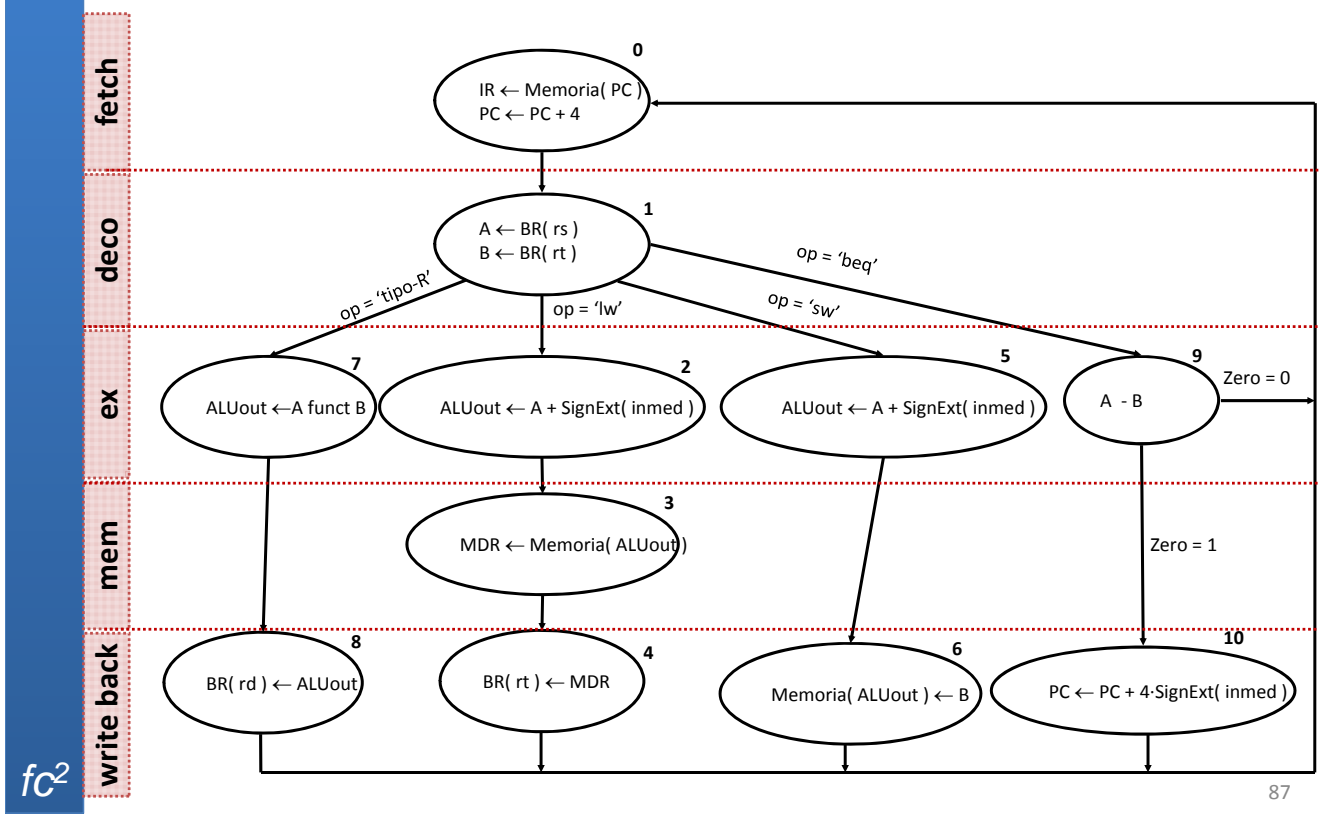 fetch
0
IR ← Memoria( PC )
PC ← PC + 4
deco
1
A ← BR( rs )
B ← BR( rt )
op = 'tipo-R'
op = 'lw'
op = 'sw'
op = 'beq'
ex
7
ALUout ←A funct B
2
ALUout ← A + SignExt( inmed )
5
ALUout ← A + SignExt( inmed )
9
A - B
Zero = 0
mem
3
MDR ← Memoria( ALUout )
Zero = 1
write back
8
BR( rd ) ← ALUout
4
BR( rt ) ← MDR
6
Memoria( ALUout ) ← B
10
PC ← PC + 4·SignExt( inmed )
fc²
87